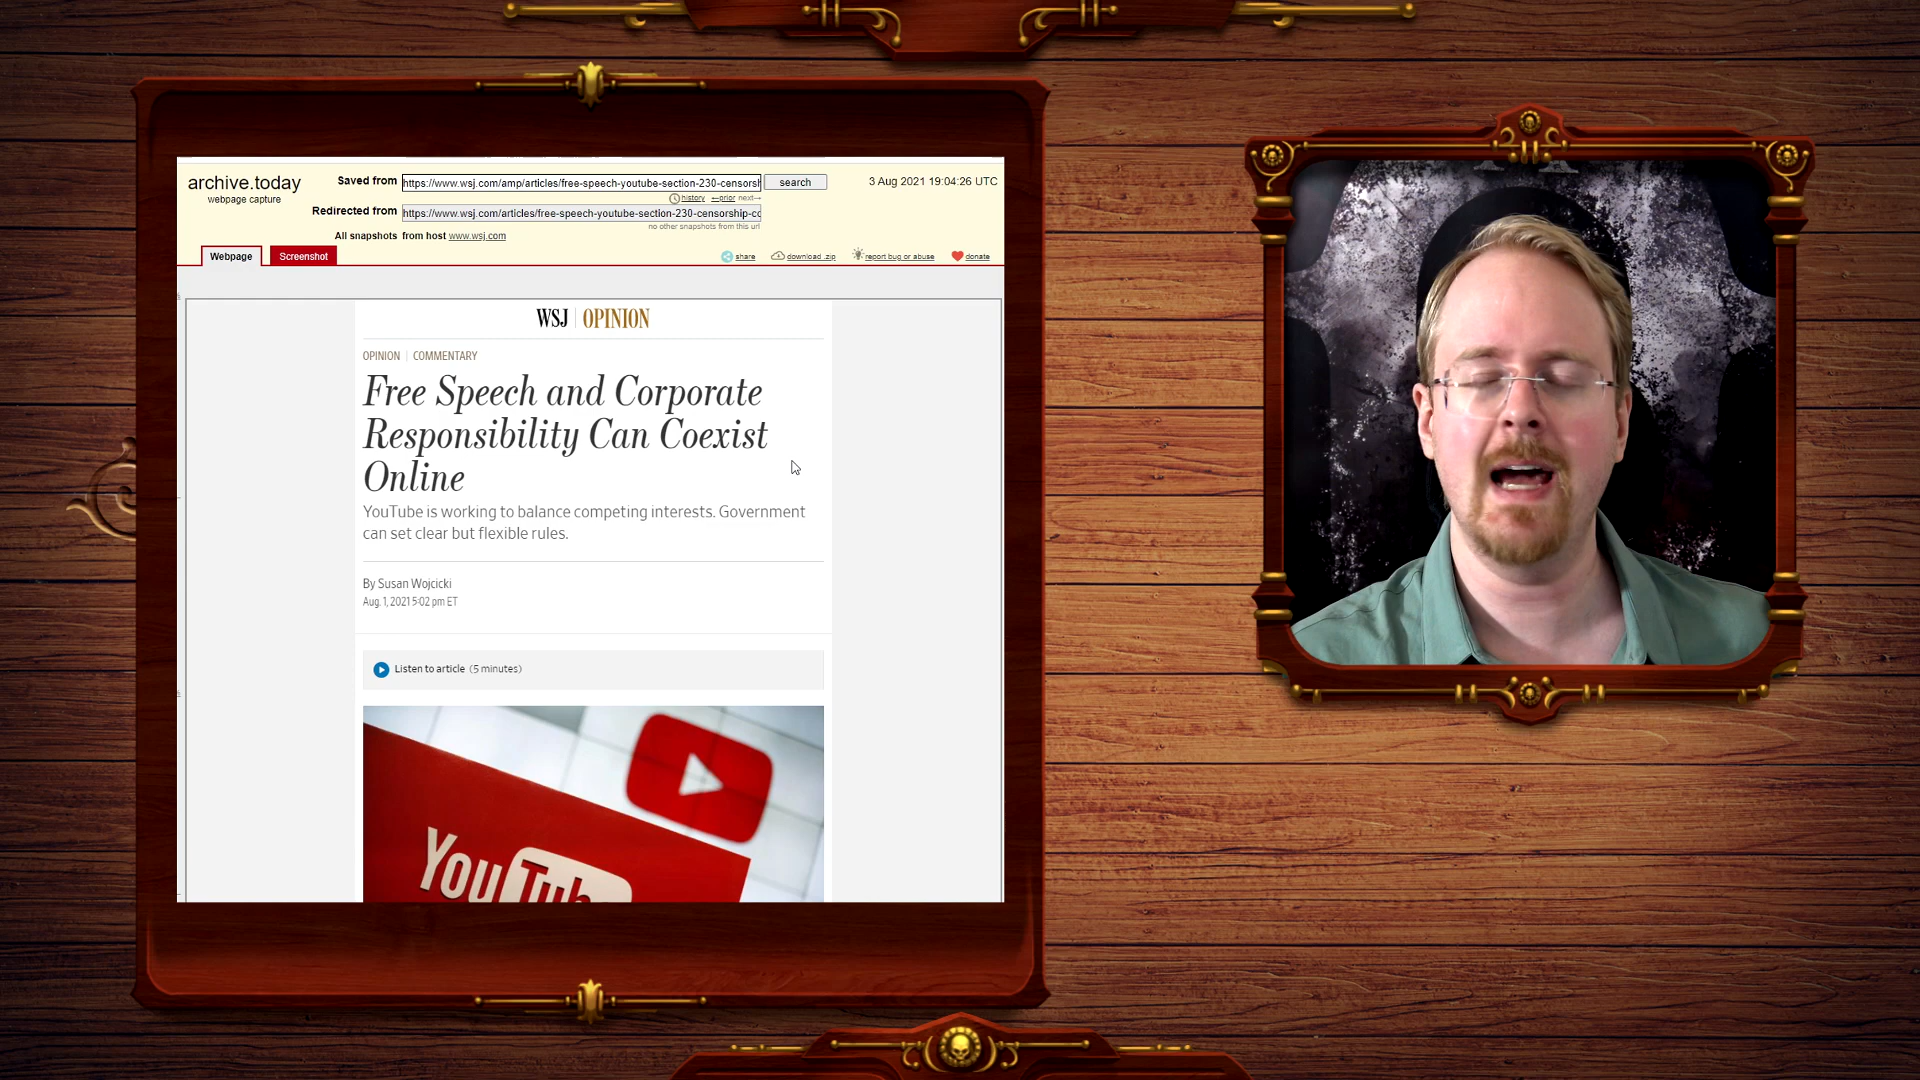 archive.today
webpage capture
Saved from
https://www.wsj.com/amp/articles/free-speech-youtube-section-230-censorsh
search
3 Aug 2021 19:04:26 UTC
history ←prior next→
Redirected from
https://www.wsj.com/articles/free-speech-youtube-section-230-censorship-co
no other snapshots from this url
All snapshots from host www.wsj.com
Webpage
Screenshot
share
download .zip
report bug or abuse
donate
WSJ | OPINION
OPINION | COMMENTARY
Free Speech and Corporate
Responsibility Can Coexist
Online
YouTube is working to balance competing interests. Government
can set clear but flexible rules.
By Susan Wojcicki
Aug. 1, 2021 5:02 pm ET
Listen to article (5 minutes)
YouTube